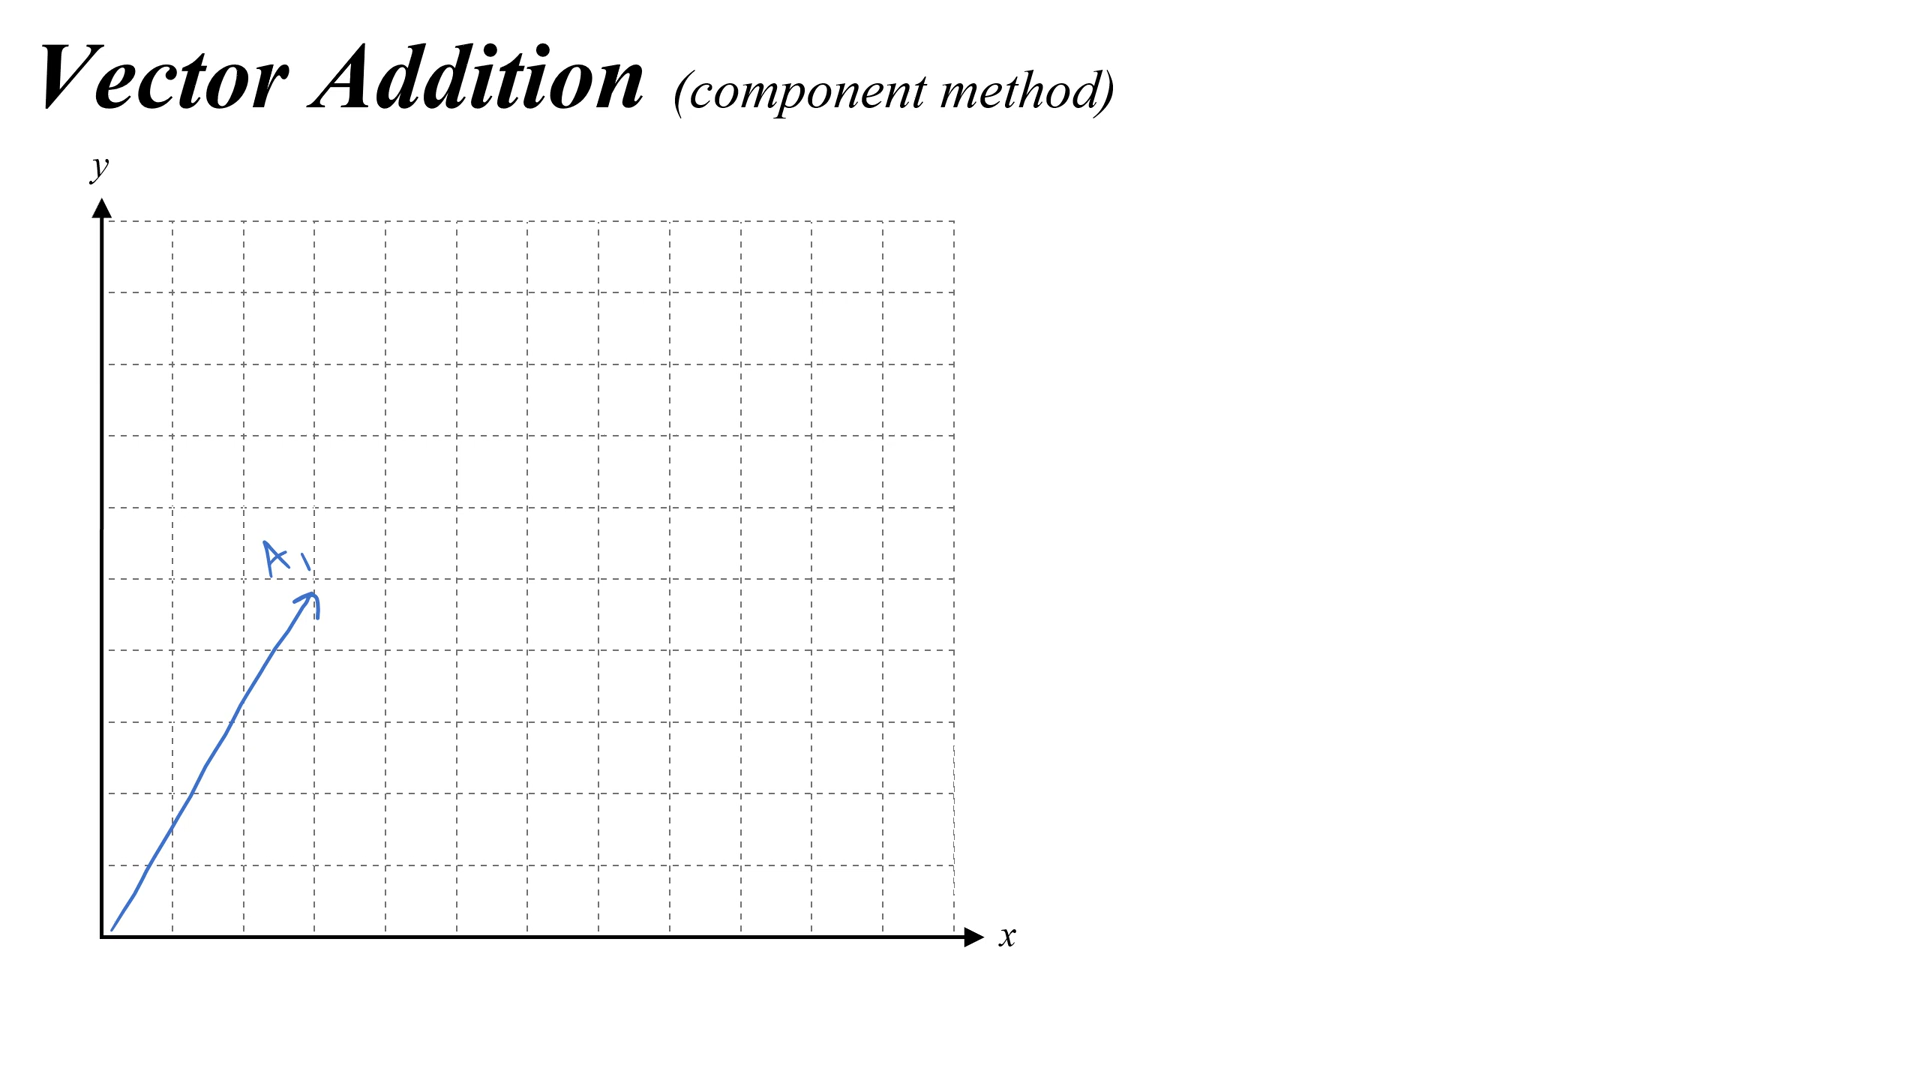 Vector Addition (component method)
y
A1
x